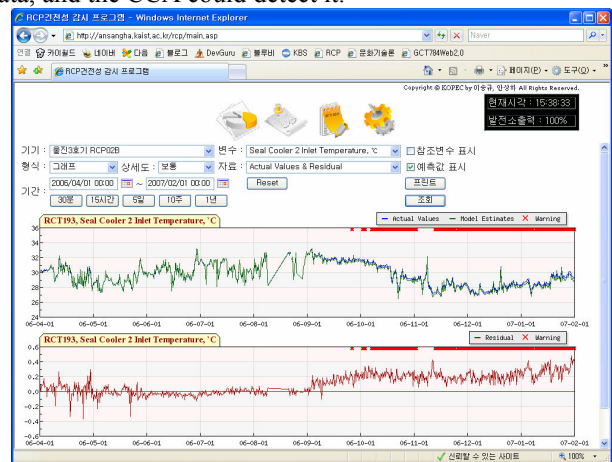 data, and the CCA could detect it.
RCP건전성 감시 프로그램 - Windows Internet Explorer
http://ansangha.kaist.ac.kr/rcp/main.asp
Naver
연결 카이월드 네이버 다음 블로그 DevGuru 블루비 KBS RCP 문화기술론 GCT784Web2.0
RCP건전성 감시 프로그램
홈 페이지(P) 도구(O)
Copyright @ KOPEC by 이송규, 안상하 All Rights Reserved.
현재시각 : 15:38:33
발전소출력 : 100%
기기 : 울진3호기 RCP02B 변수 : Seal Cooler 2 Inlet Temperature, ℃ 참조변수 표시
형식 : 그래프 상세도 : 보통 자료 : Actual Values & Residual 예측값 표시
기간 : 2006/04/01 00:00 ~ 2007/02/01 00:00 Reset 프린트
30분 15시간 5일 10주 1년 조회
RCT193, Seal Cooler 2 Inlet Temperature, ˚C
Actual Values Model Estimates Warning
36
34
32
30
28
26
24
06-04-01 06-05-01 06-06-01 06-07-01 06-08-01 06-09-01 06-10-01 06-11-01 06-12-01 07-01-01 07-02-01
RCT193, Seal Cooler 2 Inlet Temperature, ˚C
Residual Warning
0.6
0.4
0.2
0.0
-0.2
-0.4
-0.6
06-04-01 06-05-01 06-06-01 06-07-01 06-08-01 06-09-01 06-10-01 06-11-01 06-12-01 07-01-01 07-02-01
신뢰할 수 있는 사이트 100%